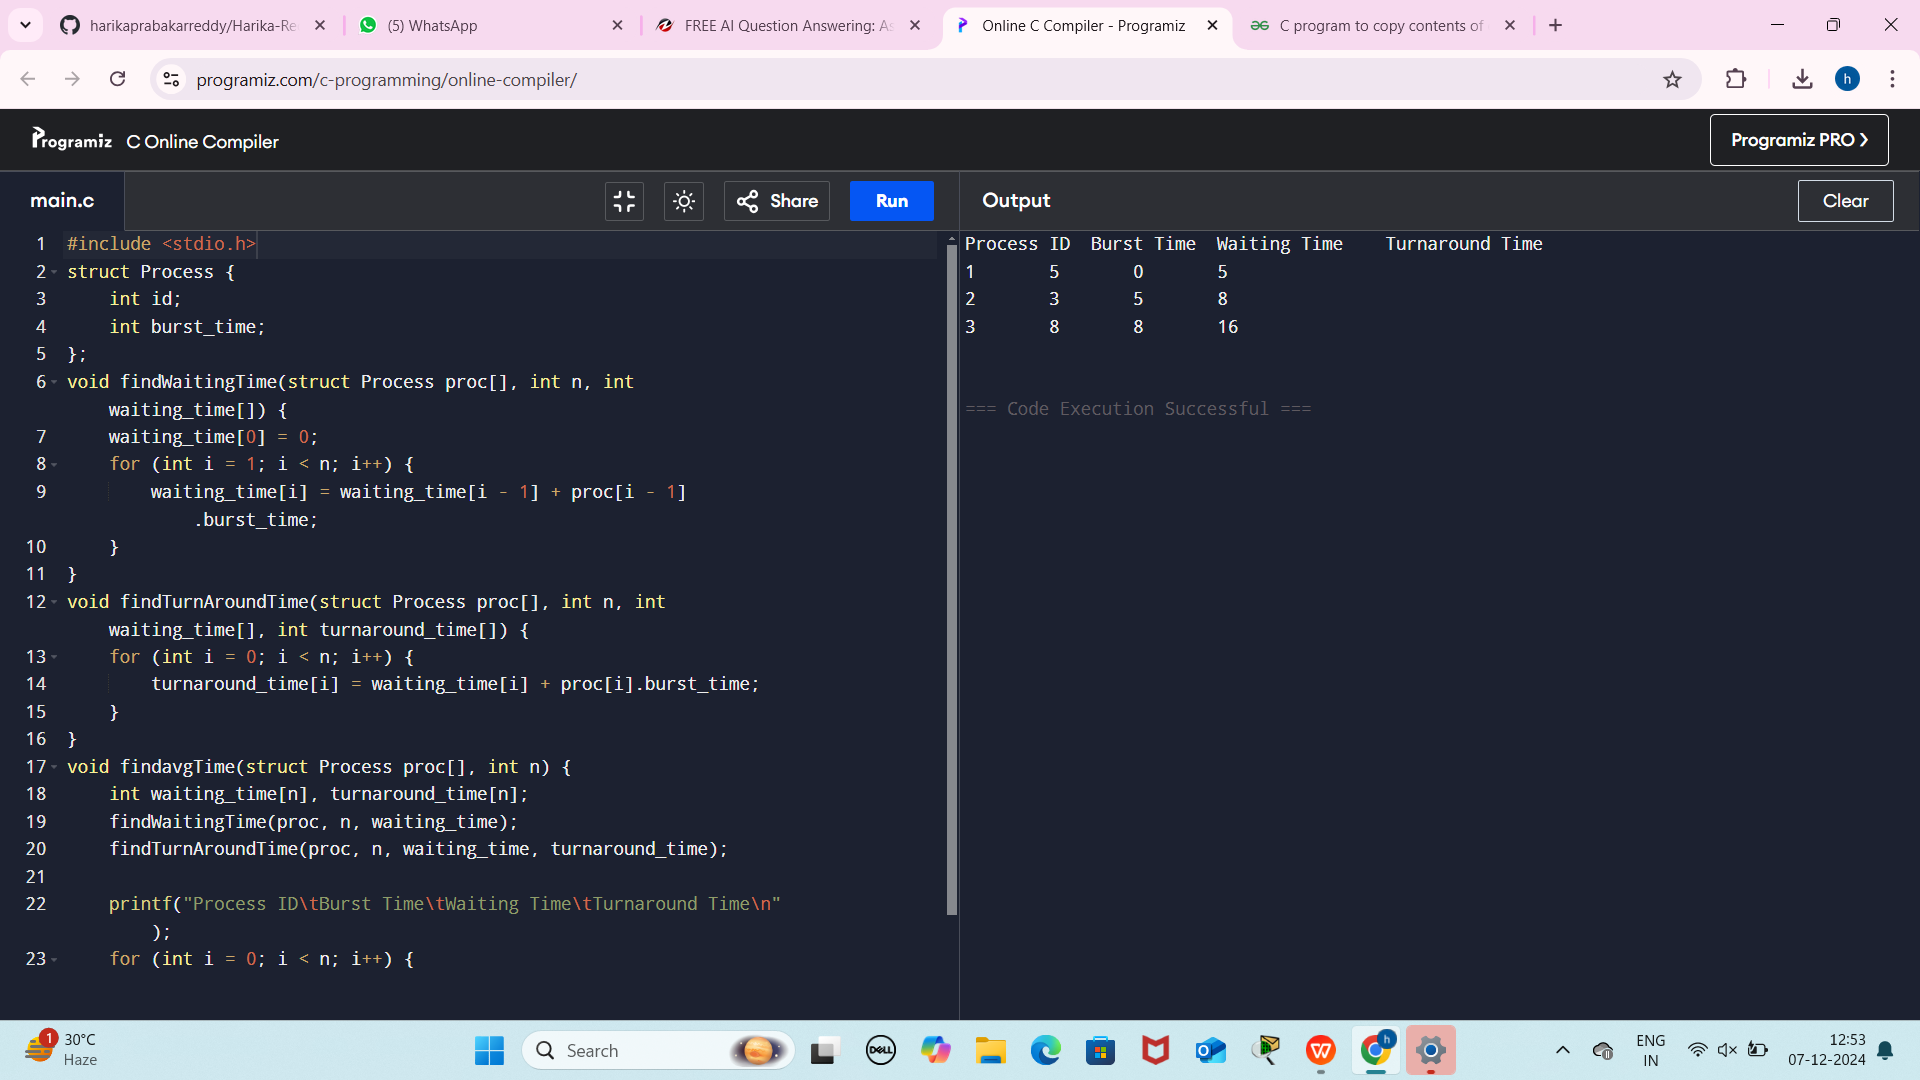 harikaprabakarreddy/Harika-Re
(5) WhatsApp
FREE AI Question Answering: As
Online C Compiler - Programiz
C program to copy contents of
programiz.com/c-programming/online-compiler/
h
Programiz C Online Compiler
Programiz PRO
main.c
Share
Run
Output
Clear
1 #include <stdio.h>
2 struct Process {
3 int id;
4 int burst_time;
5 };
6 void findWaitingTime(struct Process proc[], int n, int
waiting_time[]) {
7 waiting_time[0] = 0;
8 for (int i = 1; i < n; i++) {
9 waiting_time[i] = waiting_time[i - 1] + proc[i - 1]
.burst_time;
10 }
11 }
12 void findTurnAroundTime(struct Process proc[], int n, int
waiting_time[], int turnaround_time[]) {
13 for (int i = 0; i < n; i++) {
14 turnaround_time[i] = waiting_time[i] + proc[i].burst_time;
15 }
16 }
17 void findavgTime(struct Process proc[], int n) {
18 int waiting_time[n], turnaround_time[n];
19 findWaitingTime(proc, n, waiting_time);
20 findTurnAroundTime(proc, n, waiting_time, turnaround_time);
21
22 printf("Process ID\tBurst Time\tWaiting Time\tTurnaround Time\n"
);
23 for (int i = 0; i < n; i++) {
Process ID Burst Time Waiting Time Turnaround Time
1 5 0 5
2 3 5 8
3 8 8 16
=== Code Execution Successful ===
1
30°C
Haze
Search
DELL
h
ENG
IN
12:53
07-12-2024